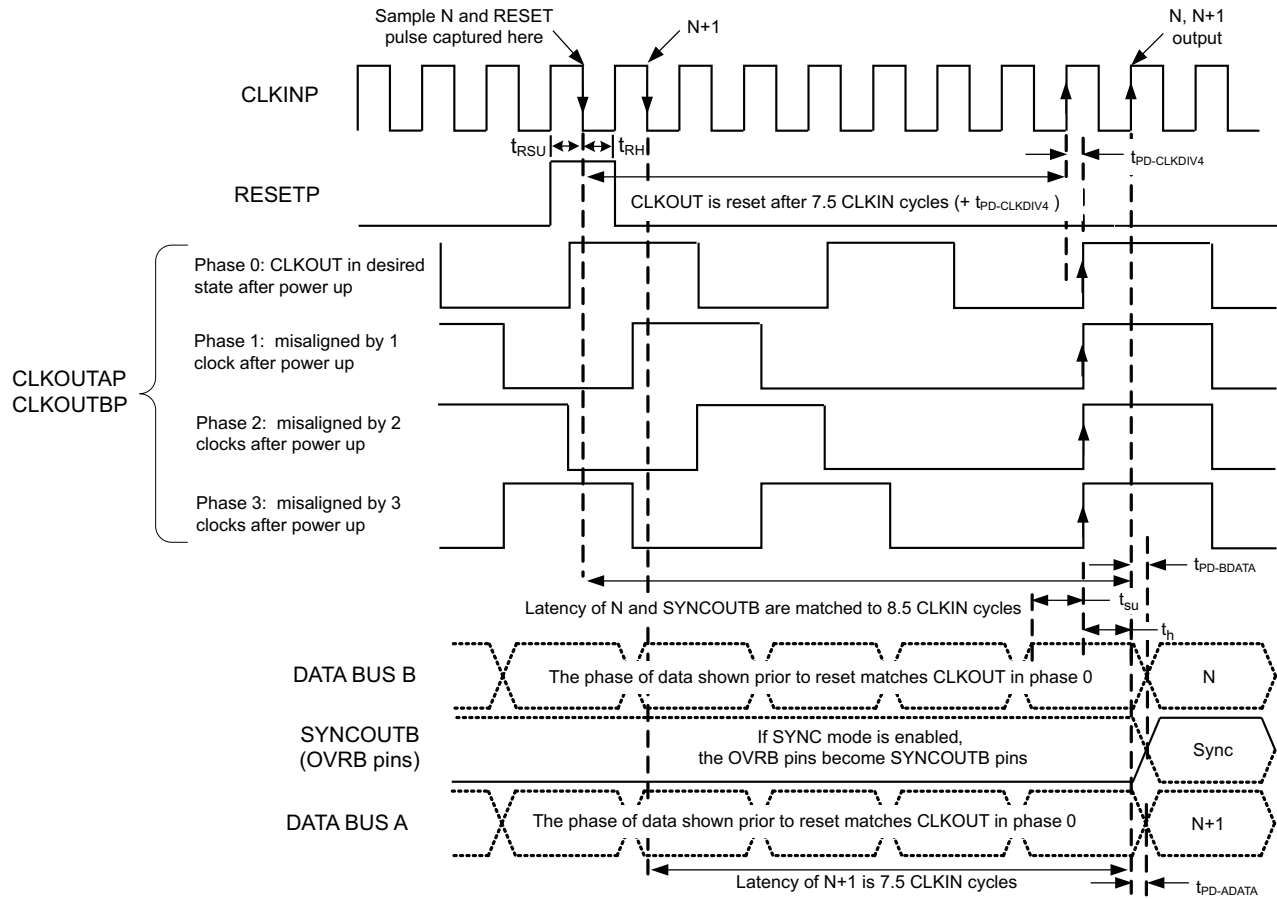 Sample N and RESET
pulse captured here
N+1
N, N+1
output
CLKINP
tRSU
tRH
tPD-CLKDIV4
RESETP
CLKOUT is reset after 7.5 CLKIN cycles (+ tPD-CLKDIV4 )
Phase 0: CLKOUT in desired
state after power up
Phase 1: misaligned by 1
clock after power up
CLKOUTAP
CLKOUTBP
Phase 2: misaligned by 2
clocks after power up
Phase 3: misaligned by 3
clocks after power up
tPD-BDATA
Latency of N and SYNCOUTB are matched to 8.5 CLKIN cycles
tsu
th
DATA BUS B
The phase of data shown prior to reset matches CLKOUT in phase 0
N
SYNCOUTB
(OVRB pins)
If SYNC mode is enabled,
the OVRB pins become SYNCOUTB pins
Sync
DATA BUS A
The phase of data shown prior to reset matches CLKOUT in phase 0
N+1
Latency of N+1 is 7.5 CLKIN cycles
tPD-ADATA